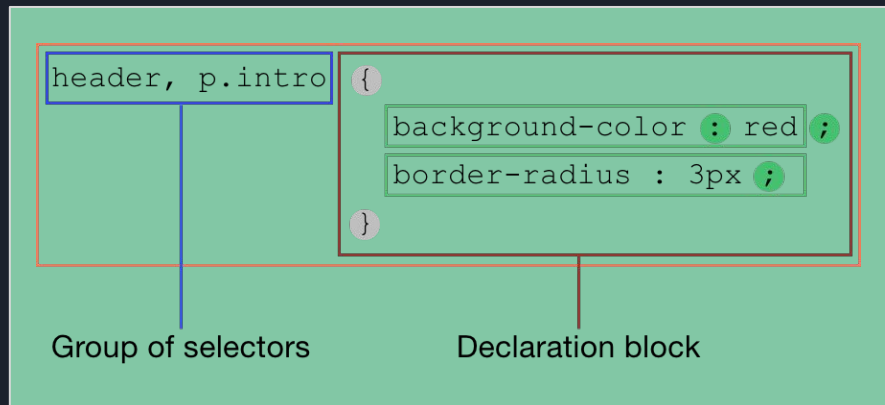 header, p.intro {
background-color : red ;
border-radius : 3px ;
}
Group of selectors
Declaration block